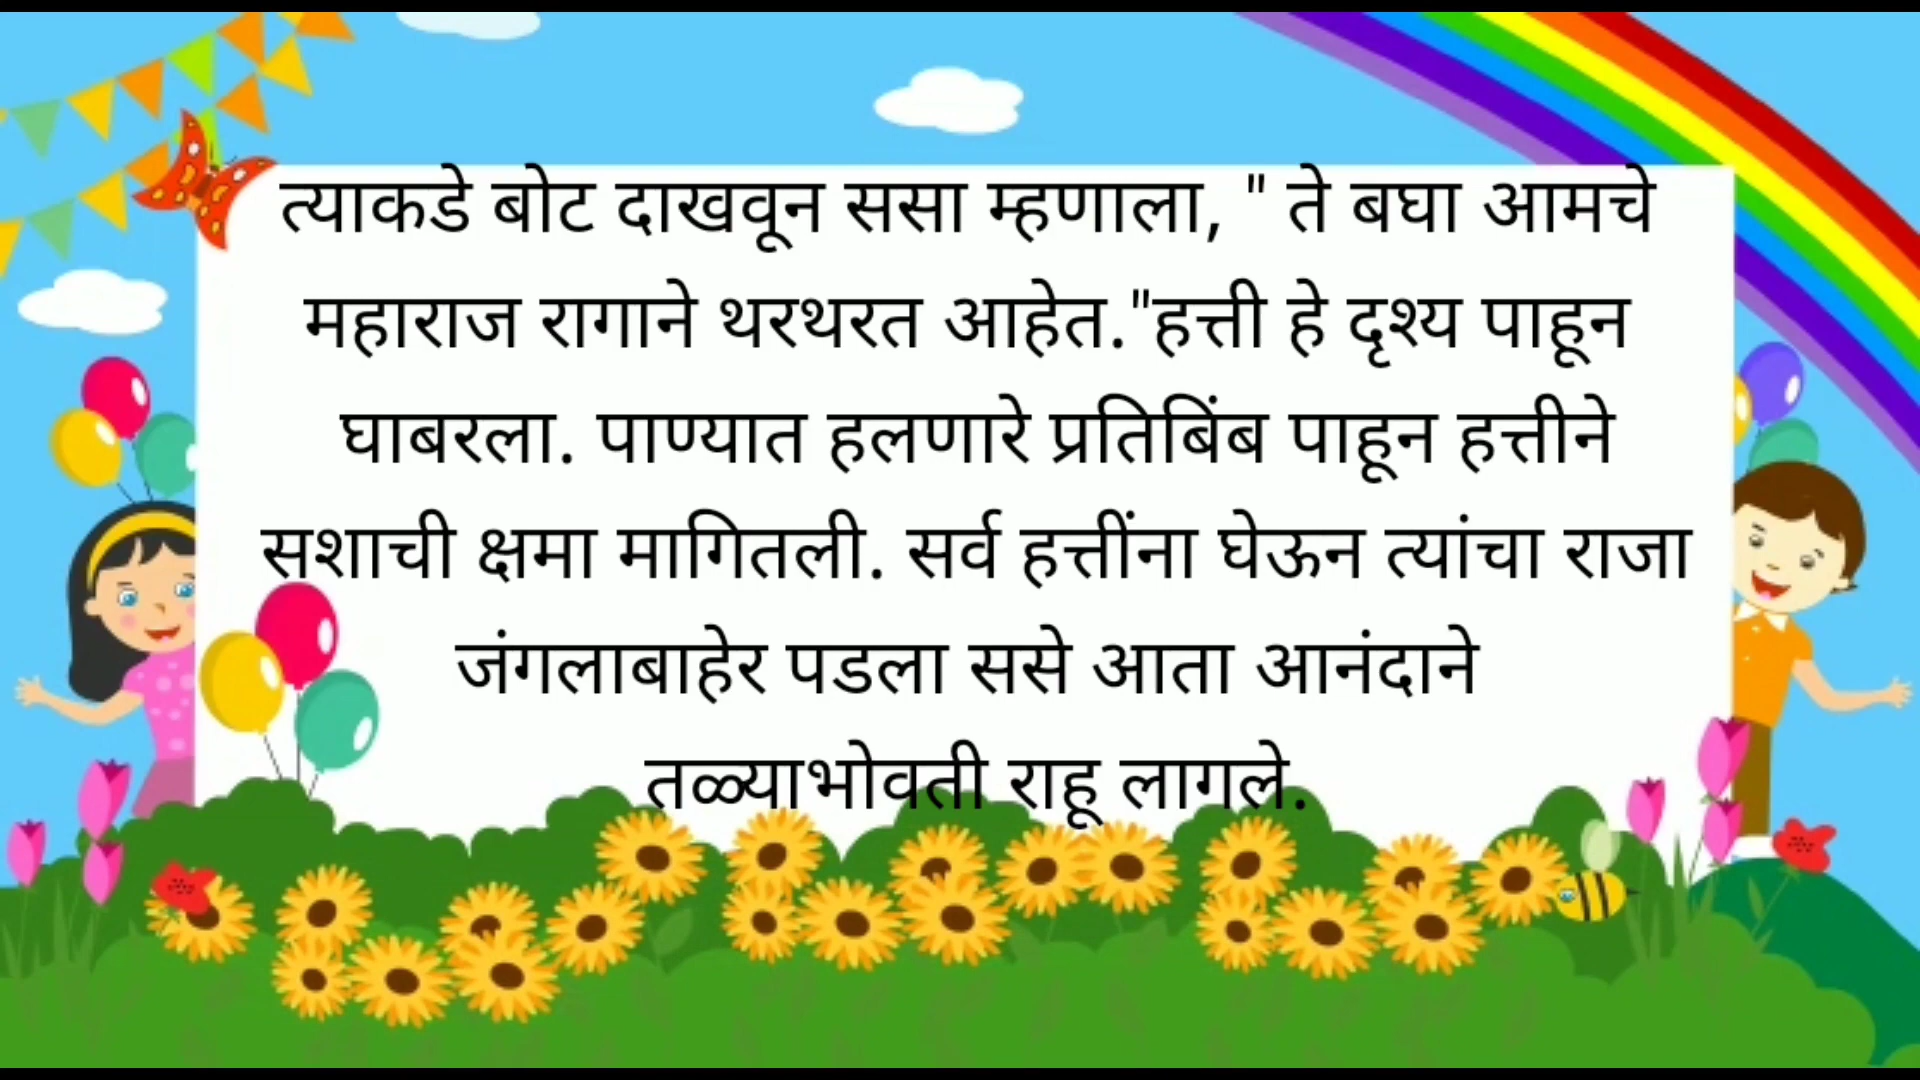 त्याकडे बोट दाखवून ससा म्हणाला, " ते बघा आमचे
महाराज रागाने थरथरत आहेत."हत्ती हे दृश्य पाहून
घाबरला. पाण्यात हलणारे प्रतिबिंब पाहून हत्तीने
सशाची क्षमा मागितली. सर्व हत्तींना घेऊन त्यांचा राजा
जंगलाबाहेर पडला ससे आता आनंदाने
तळ्याभोवती राहू लागले.